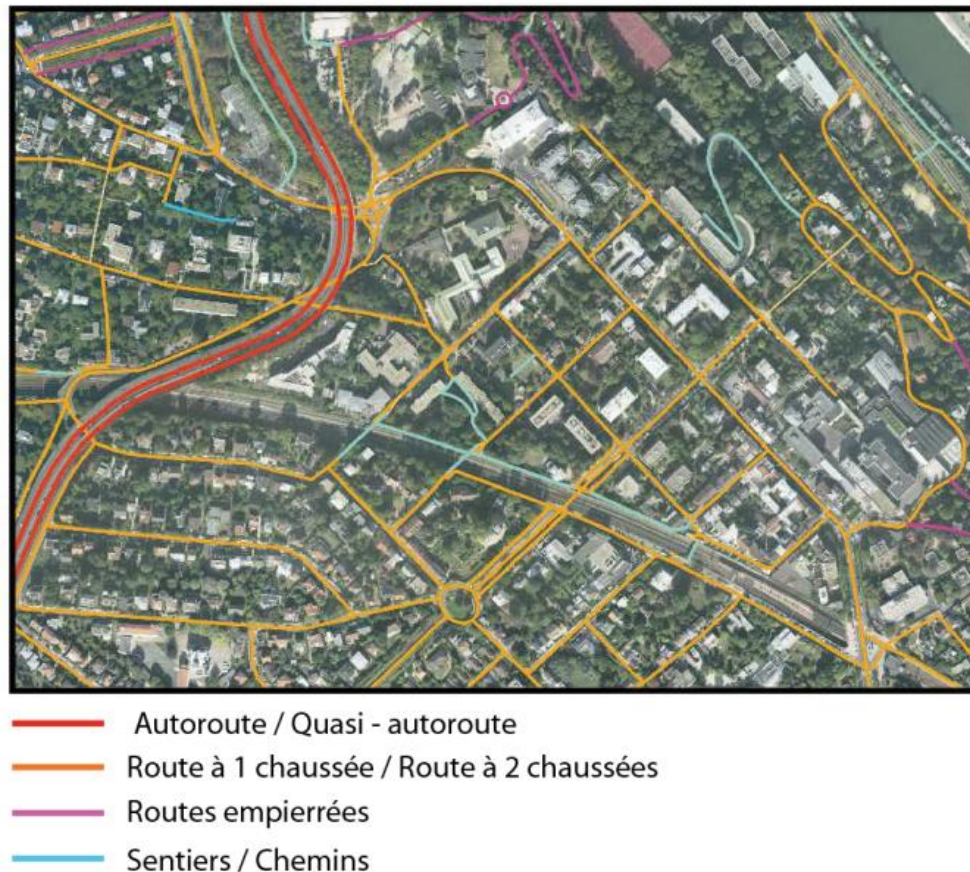 Autoroute / Quasi - autoroute
Route à 1 chaussée / Route à 2 chaussées
Routes empierrées
Sentiers / Chemins